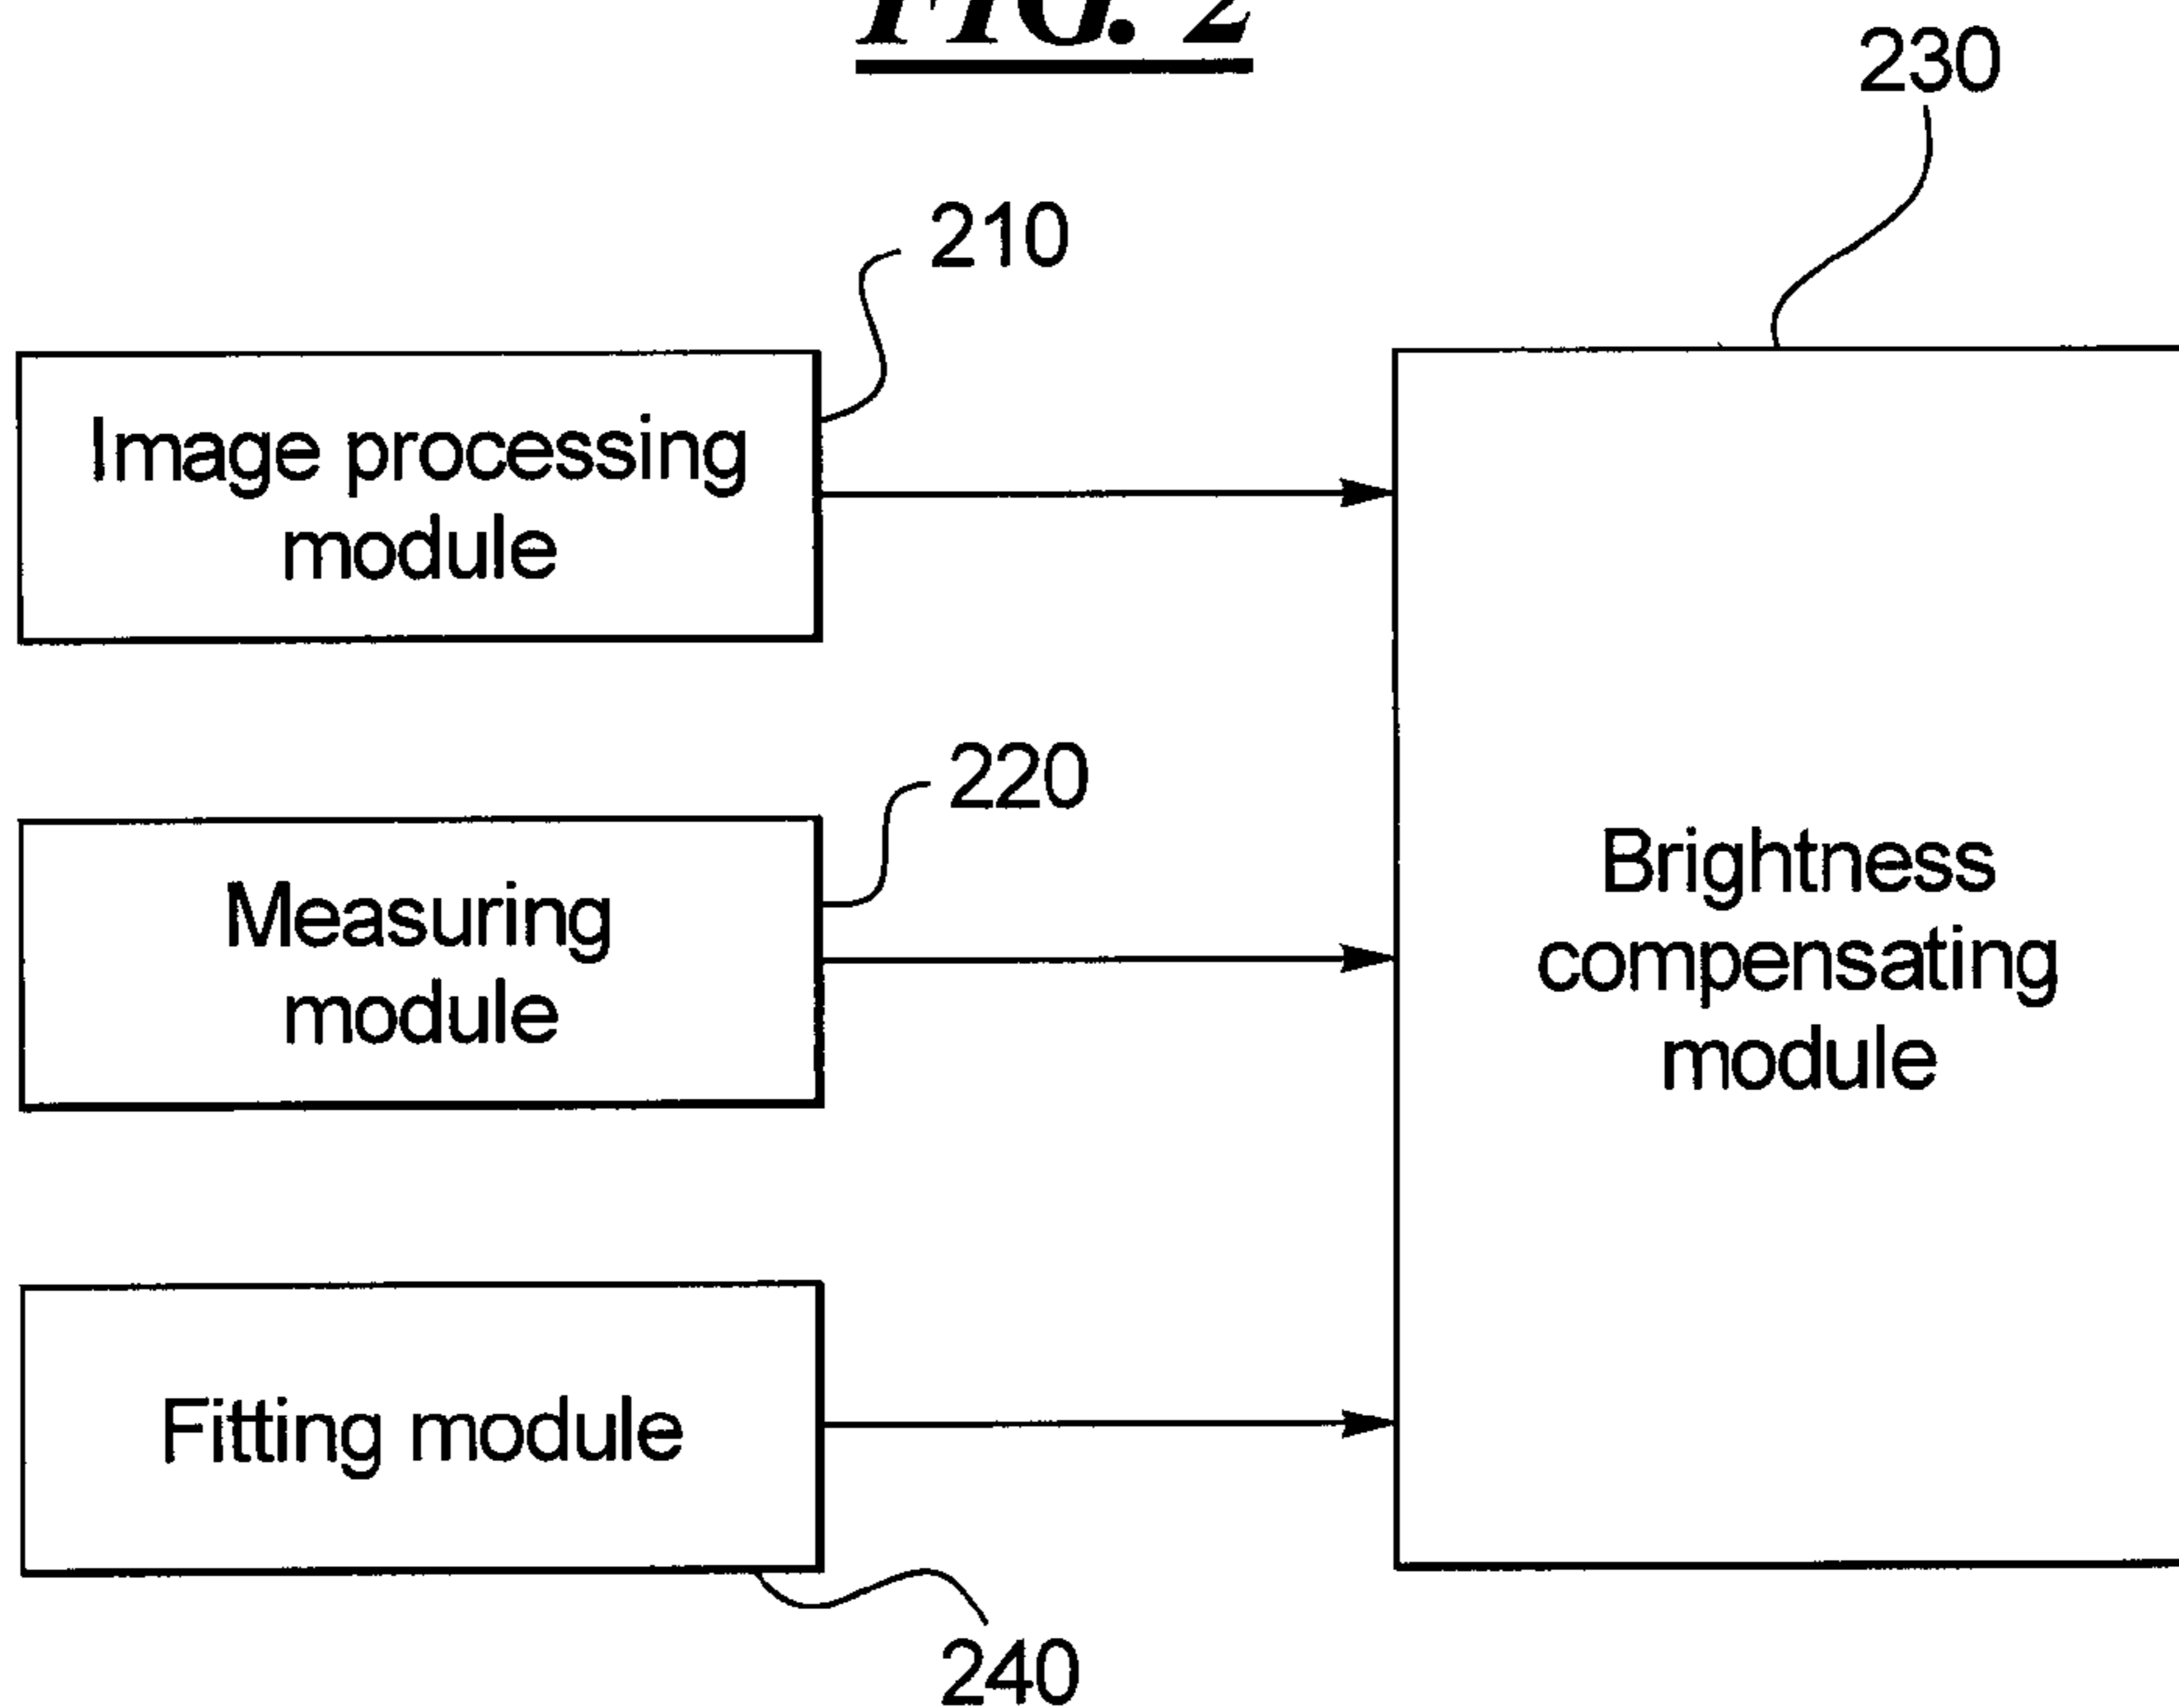 FIG. 2
230
210
Image processing
module
220
Measuring
module
Brightness
compensating
module
Fitting module
240